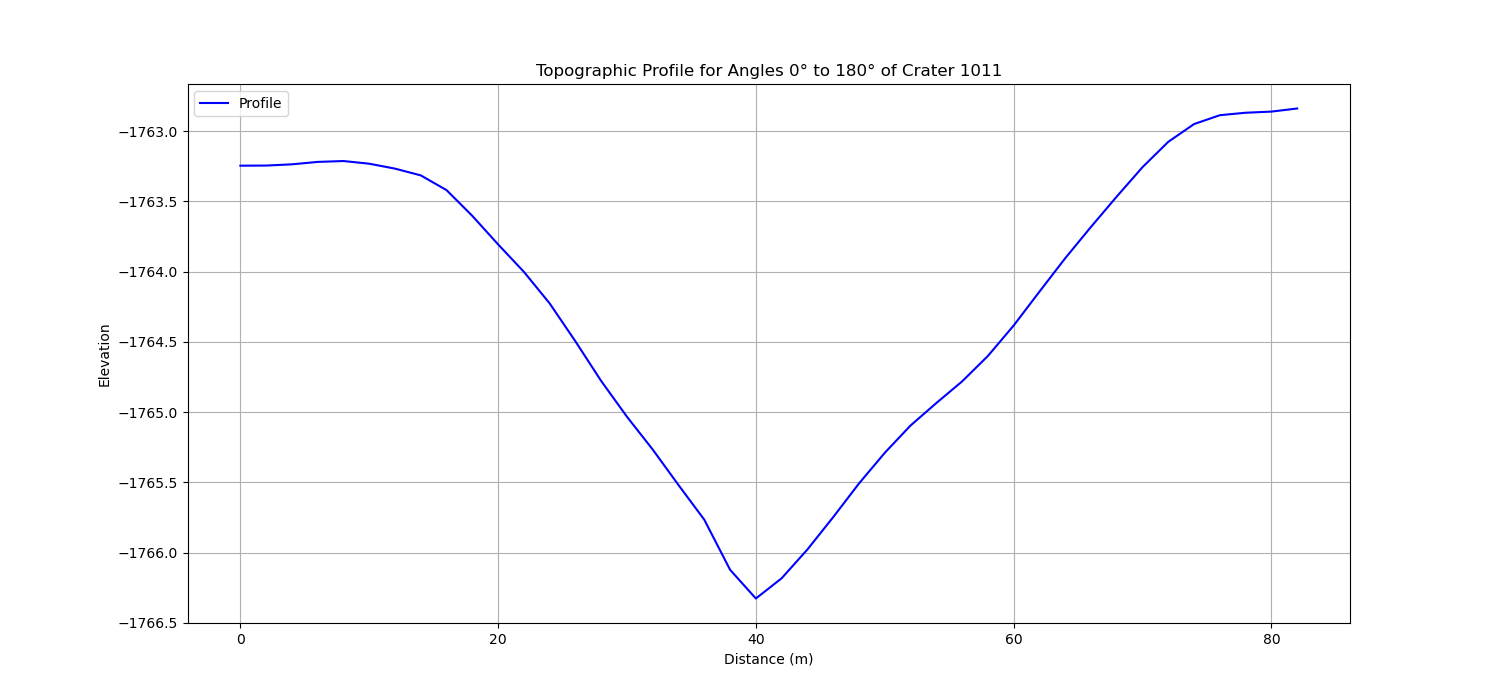 Topographic Profile for Angles 0° to 180° of Crater 1011
Profile
−1763.0
−1763.5
−1764.0
−1764.5
−1765.0
−1765.5
−1766.0
−1766.5
Elevation
0 20 40 60 80
Distance (m)